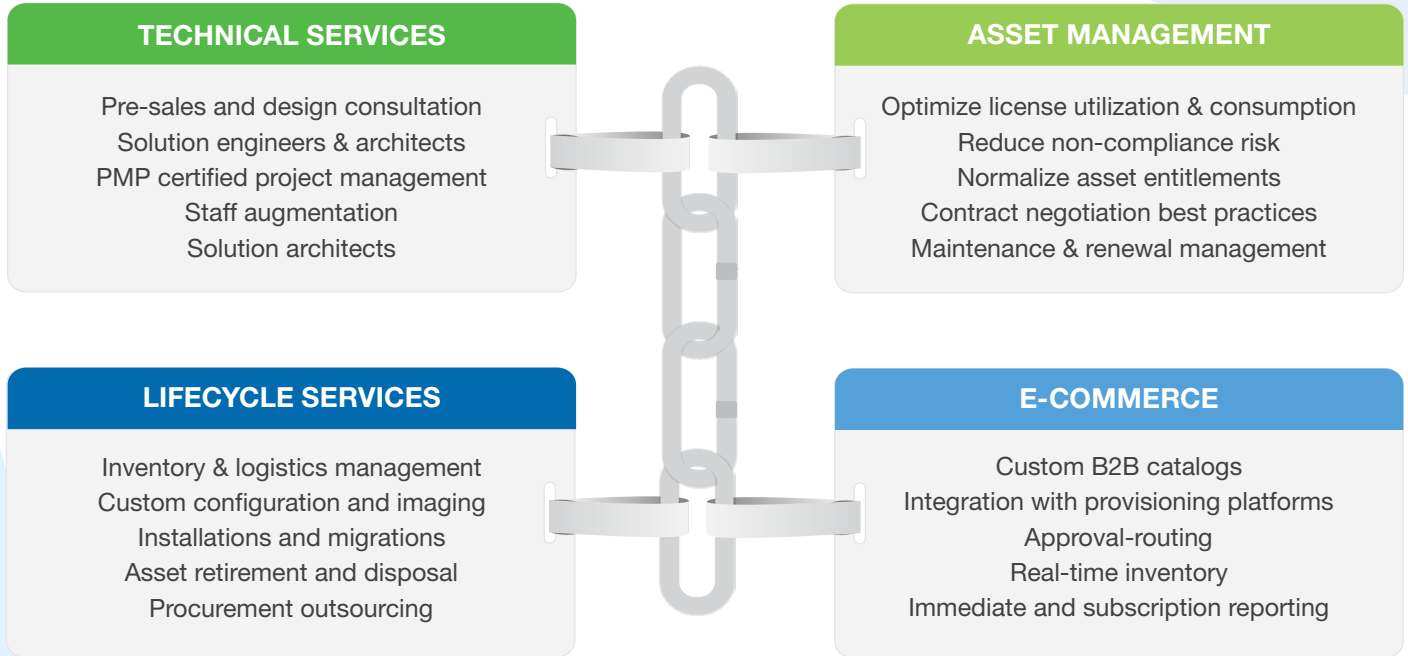 TECHNICAL SERVICES
Pre-sales and design consultation
Solution engineers & architects
PMP certified project management
Staff augmentation
Solution architects
ASSET MANAGEMENT
Optimize license utilization & consumption
Reduce non-compliance risk
Normalize asset entitlements
Contract negotiation best practices
Maintenance & renewal management
LIFECYCLE SERVICES
Inventory & logistics management
Custom configuration and imaging
Installations and migrations
Asset retirement and disposal
Procurement outsourcing
E-COMMERCE
Custom B2B catalogs
Integration with provisioning platforms
Approval-routing
Real-time inventory
Immediate and subscription reporting